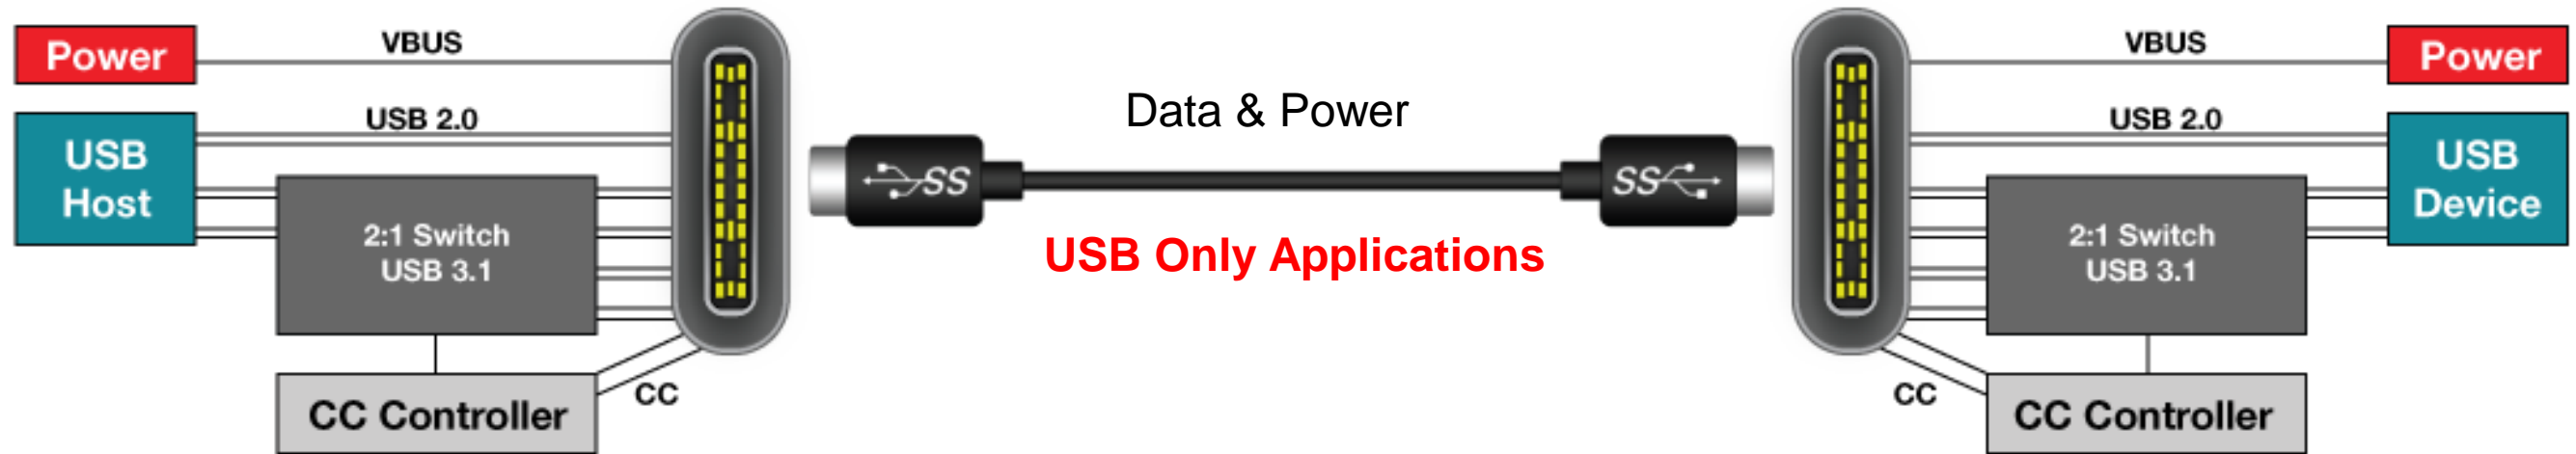 Power
VBUS
USB 2.0
USB
Host
2:1 Switch
USB 3.1
CC Controller
CC
Data & Power
SS
SS
USB Only Applications
VBUS
Power
USB 2.0
USB
Device
2:1 Switch
USB 3.1
CC
CC Controller